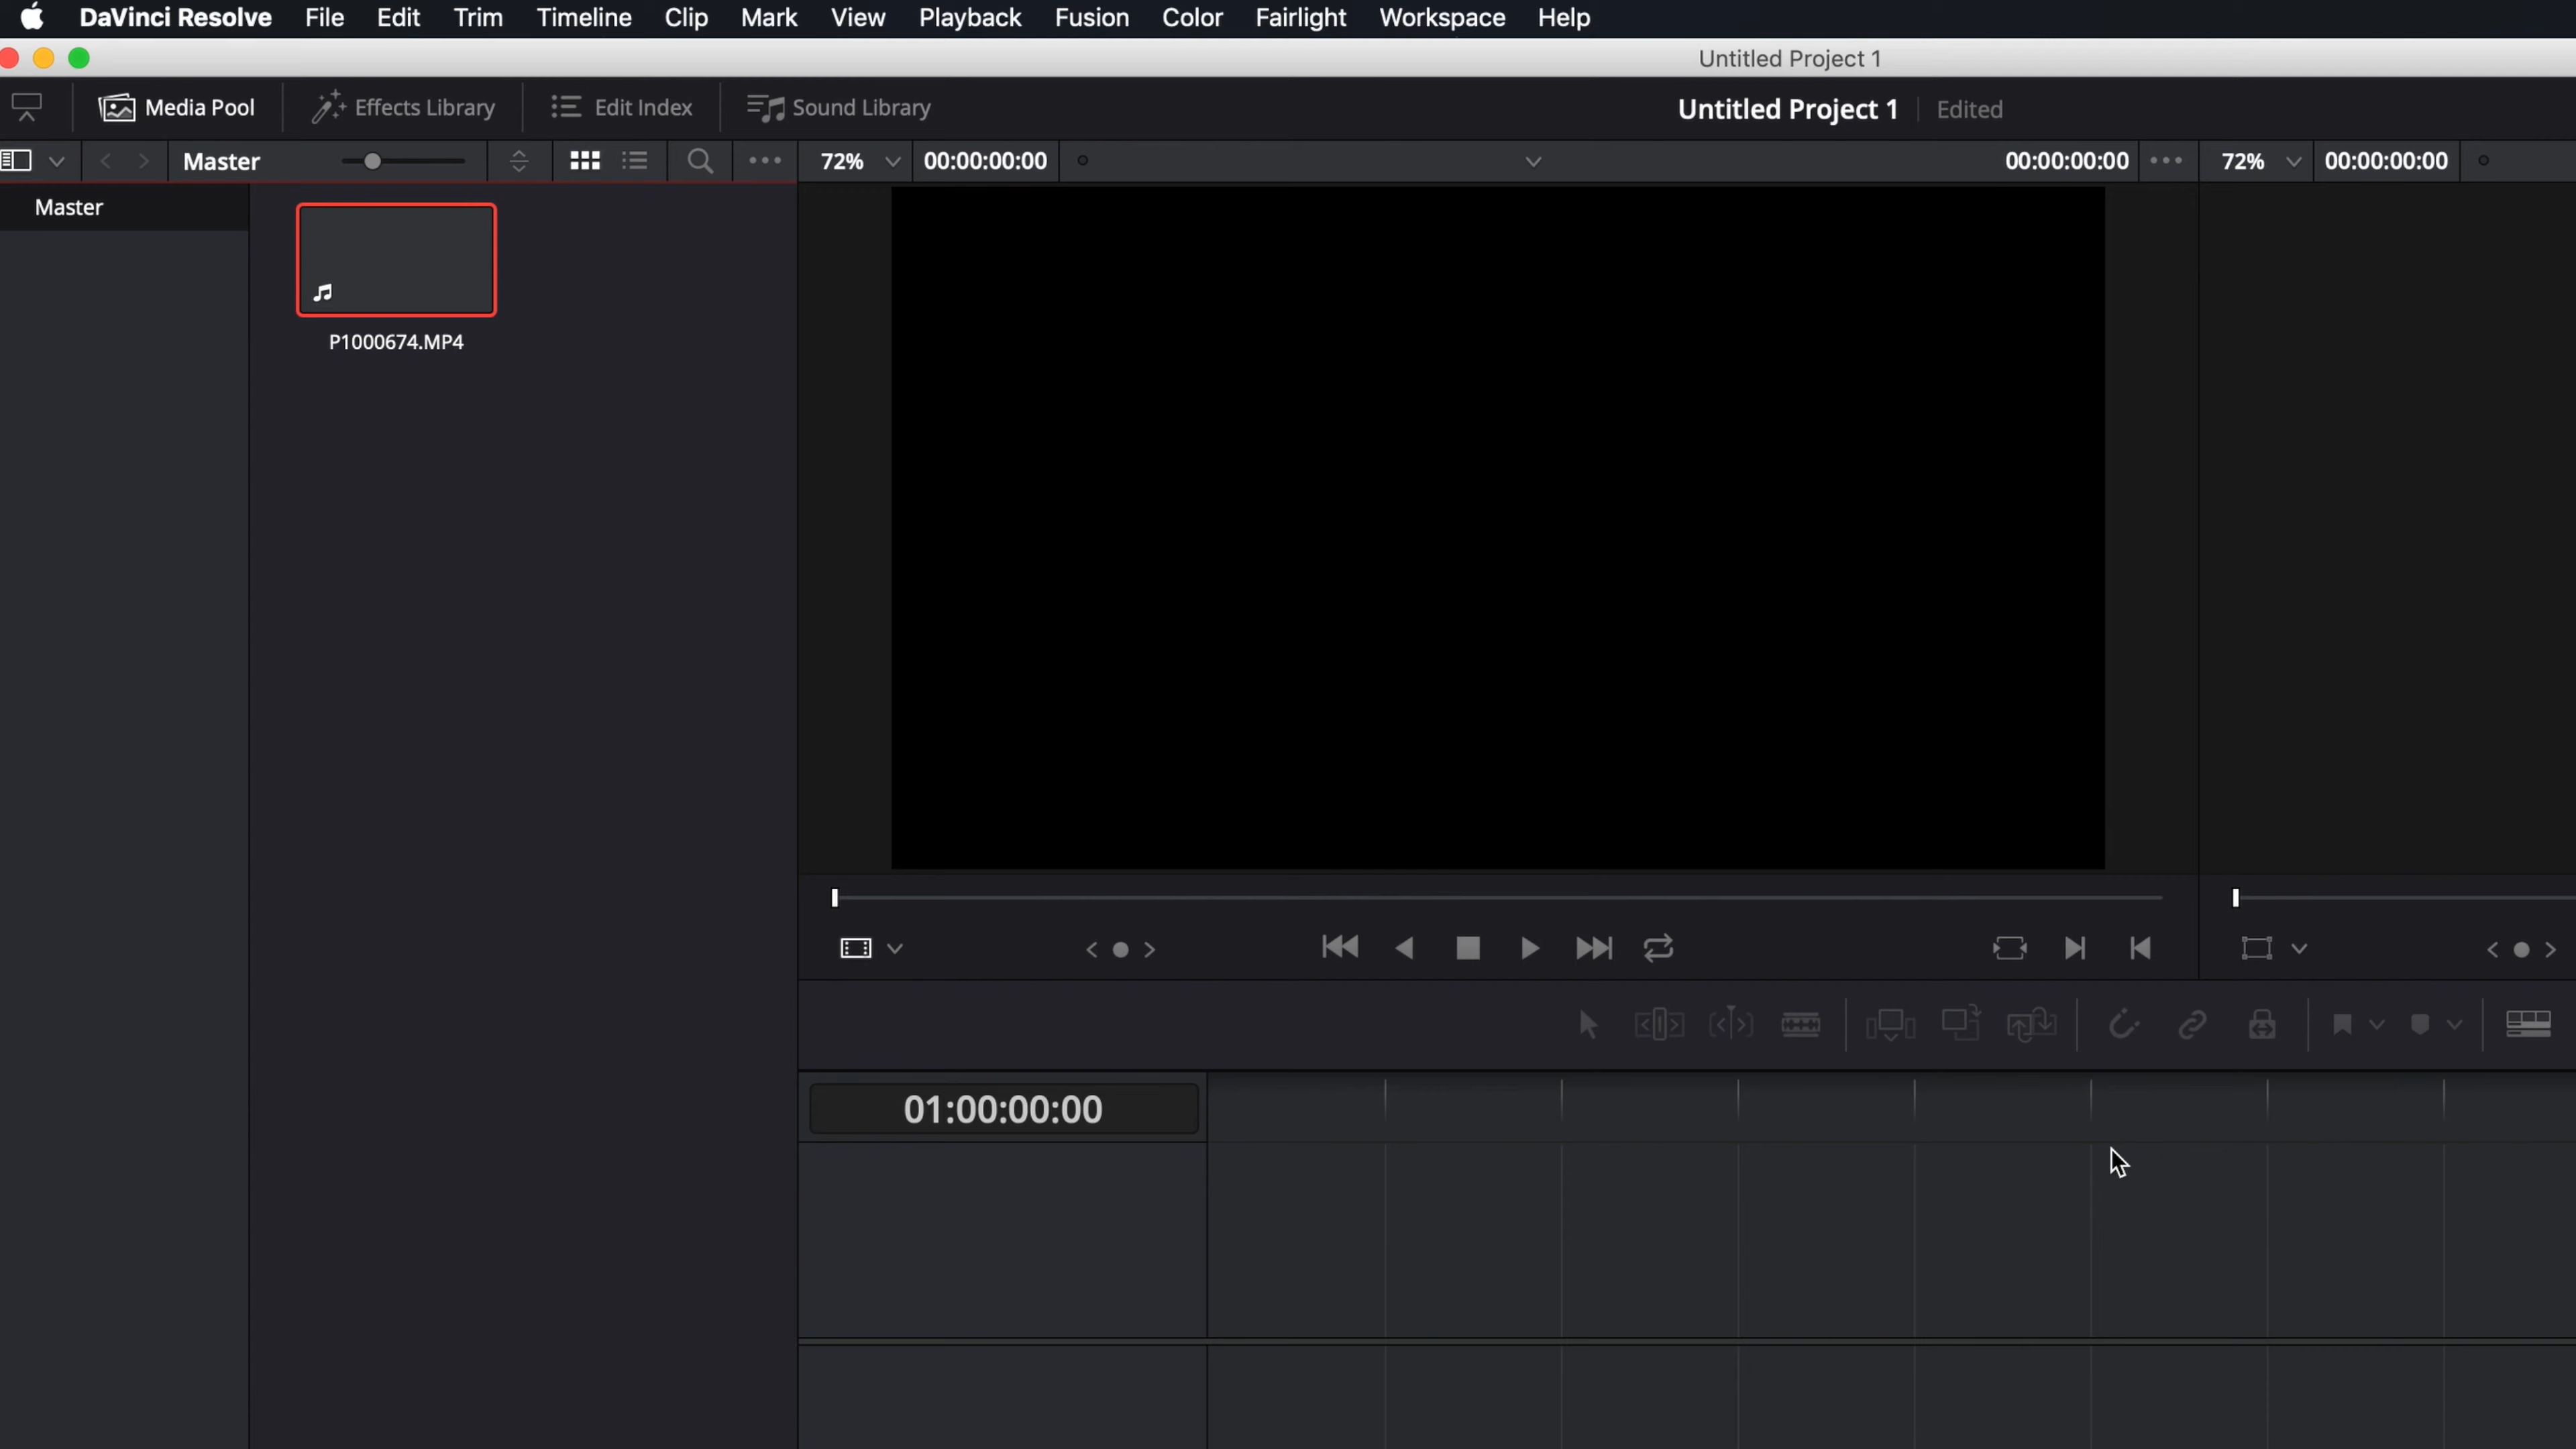 DaVinci Resolve File Edit Trim Timeline Clip Mark View Playback Fusion Color Fairlight Workspace Help
Untitled Project 1
Media Pool Effects Library Edit Index Sound Library Untitled Project 1 Edited
Master 72% 00:00:00:00 00:00:00:00 72% 00:00:00:00
Master
P1000674.MP4
01:00:00:00